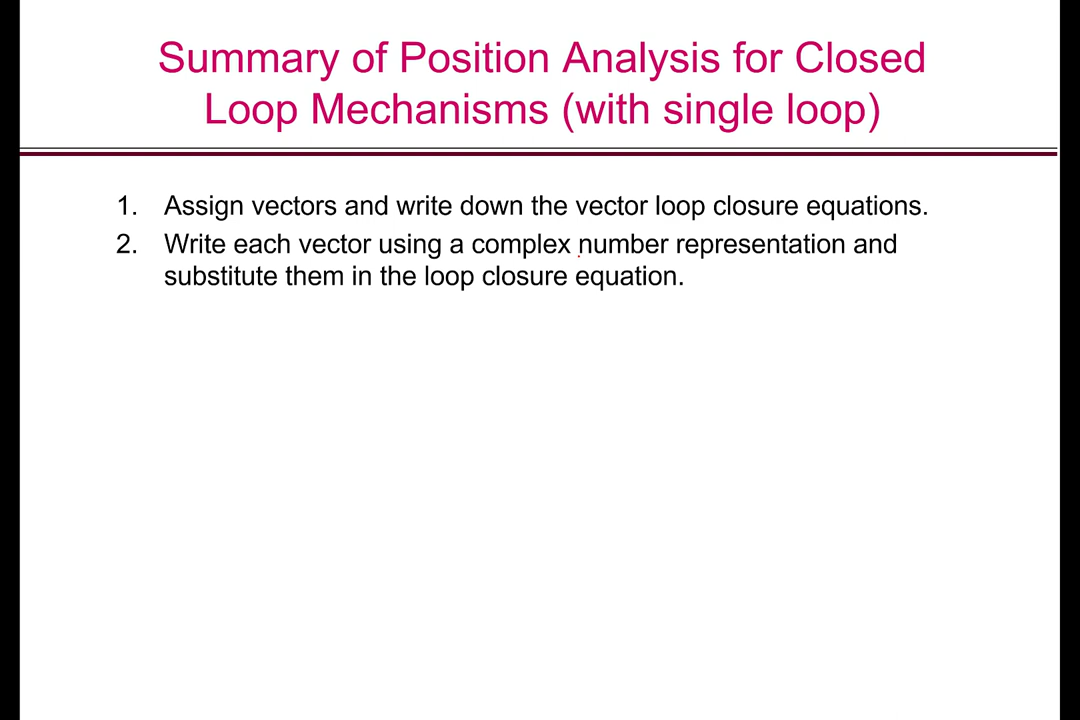 Summary of Position Analysis for Closed
Loop Mechanisms (with single loop)
1. Assign vectors and write down the vector loop closure equations.
2. Write each vector using a complex number representation and
substitute them in the loop closure equation.